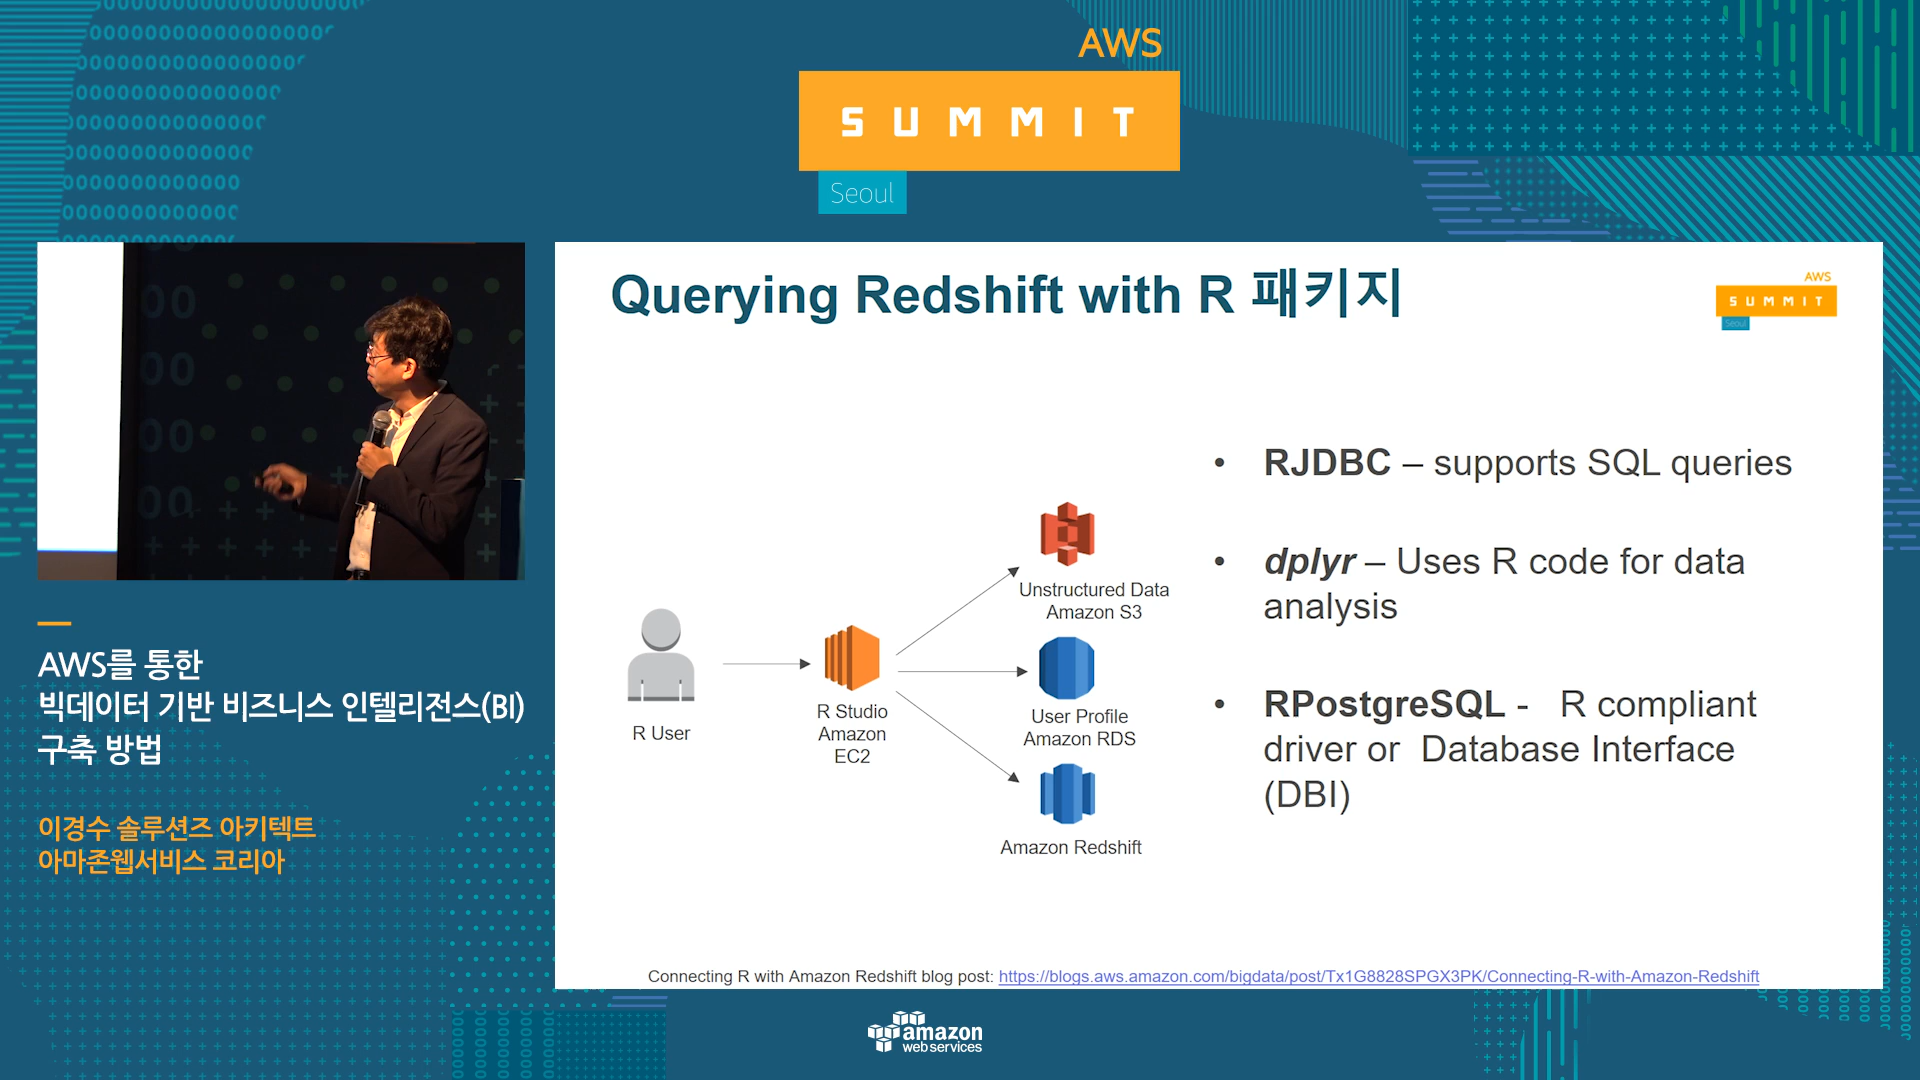 AWS
SUMMIT
Seoul
AWS를 통한
빅데이터 기반 비즈니스 인텔리전스(BI)
구축 방법
이경수 솔루션즈 아키텍트
아마존웹서비스 코리아
Querying Redshift with R 패키지
AWS
SUMMIT
Seoul
R User
R Studio
Amazon
EC2
Unstructured Data
Amazon S3
User Profile
Amazon RDS
Amazon Redshift
• RJDBC – supports SQL queries
• dplyr – Uses R code for data
analysis
• RPostgreSQL - R compliant
driver or Database Interface
(DBI)
Connecting R with Amazon Redshift blog post: https://blogs.aws.amazon.com/bigdata/post/Tx1G8828SPGX3PK/Connecting-R-with-Amazon-Redshift
amazon
web services